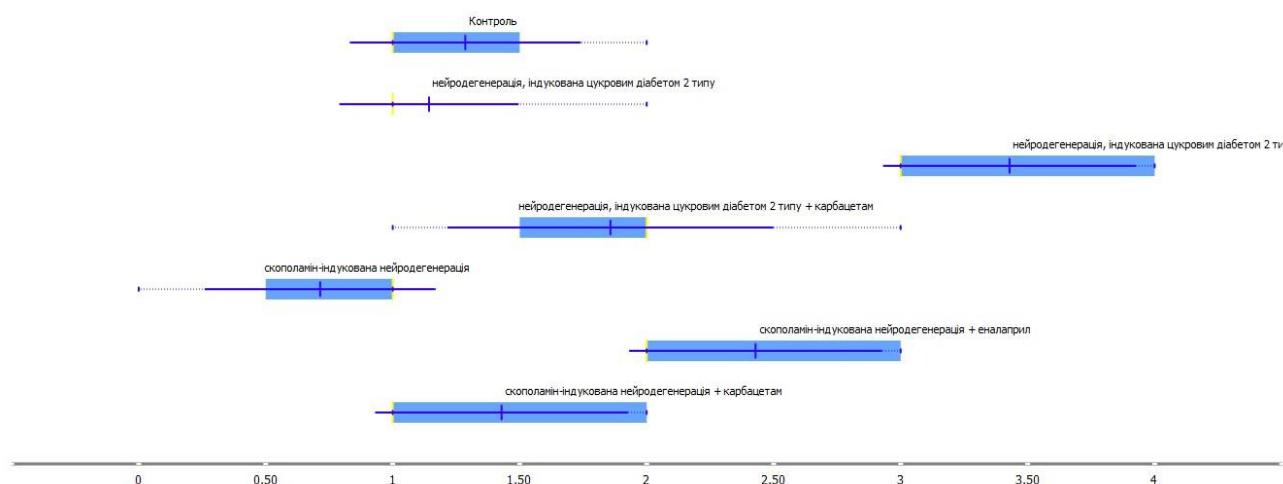 Контроль
нейродегенерація, індукована цукровим діабетом 2 типу
нейродегенерація, індукована цукровим діабетом 2 ти
нейродегенерація, індукована цукровим діабетом 2 типу + карбацетам
скополамін-індукована нейродегенерація
скополамін-індукована нейродегенерація + еналаприл
скополамін-індукована нейродегенерація + карбацетам
0 0.50 1 1.50 2 2.50 3 3.50 4